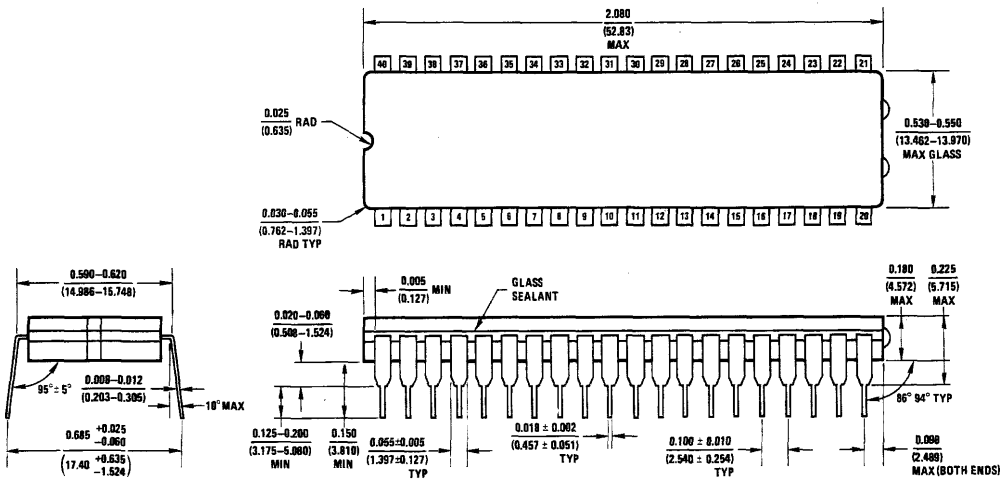 2.080
(52.83)
MAX
40 39 38 37 36 35 34 33 32 31 30 29 28 27 26 25 24 23 22 21
0.025
(0.635) RAD
0.530–0.550
(13.462–13.970)
MAX GLASS
0.030–0.055
(0.762–1.397)
RAD TYP
1 2 3 4 5 6 7 8 9 10 11 12 13 14 15 16 17 18 19 20
0.590–0.620
(14.986–15.748)
0.005
(0.127) MIN
GLASS
SEALANT
0.180
(4.572)
MAX
0.225
(5.715)
MAX
0.020–0.060
(0.508–1.524)
95° ± 5°
0.008–0.012
(0.203–0.305)
10° MAX
86° 94° TYP
0.685 +0.025
−0.060
(17.40 +0.635
−1.524)
0.125–0.200
(3.175–5.080)
MIN
0.150
(3.810)
MIN
0.055±0.005
(1.397±0.127)
TYP
0.018 ± 0.002
(0.457 ± 0.051)
TYP
0.100 ± 0.010
(2.540 ± 0.254)
TYP
0.098
(2.489)
MAX (BOTH ENDS)